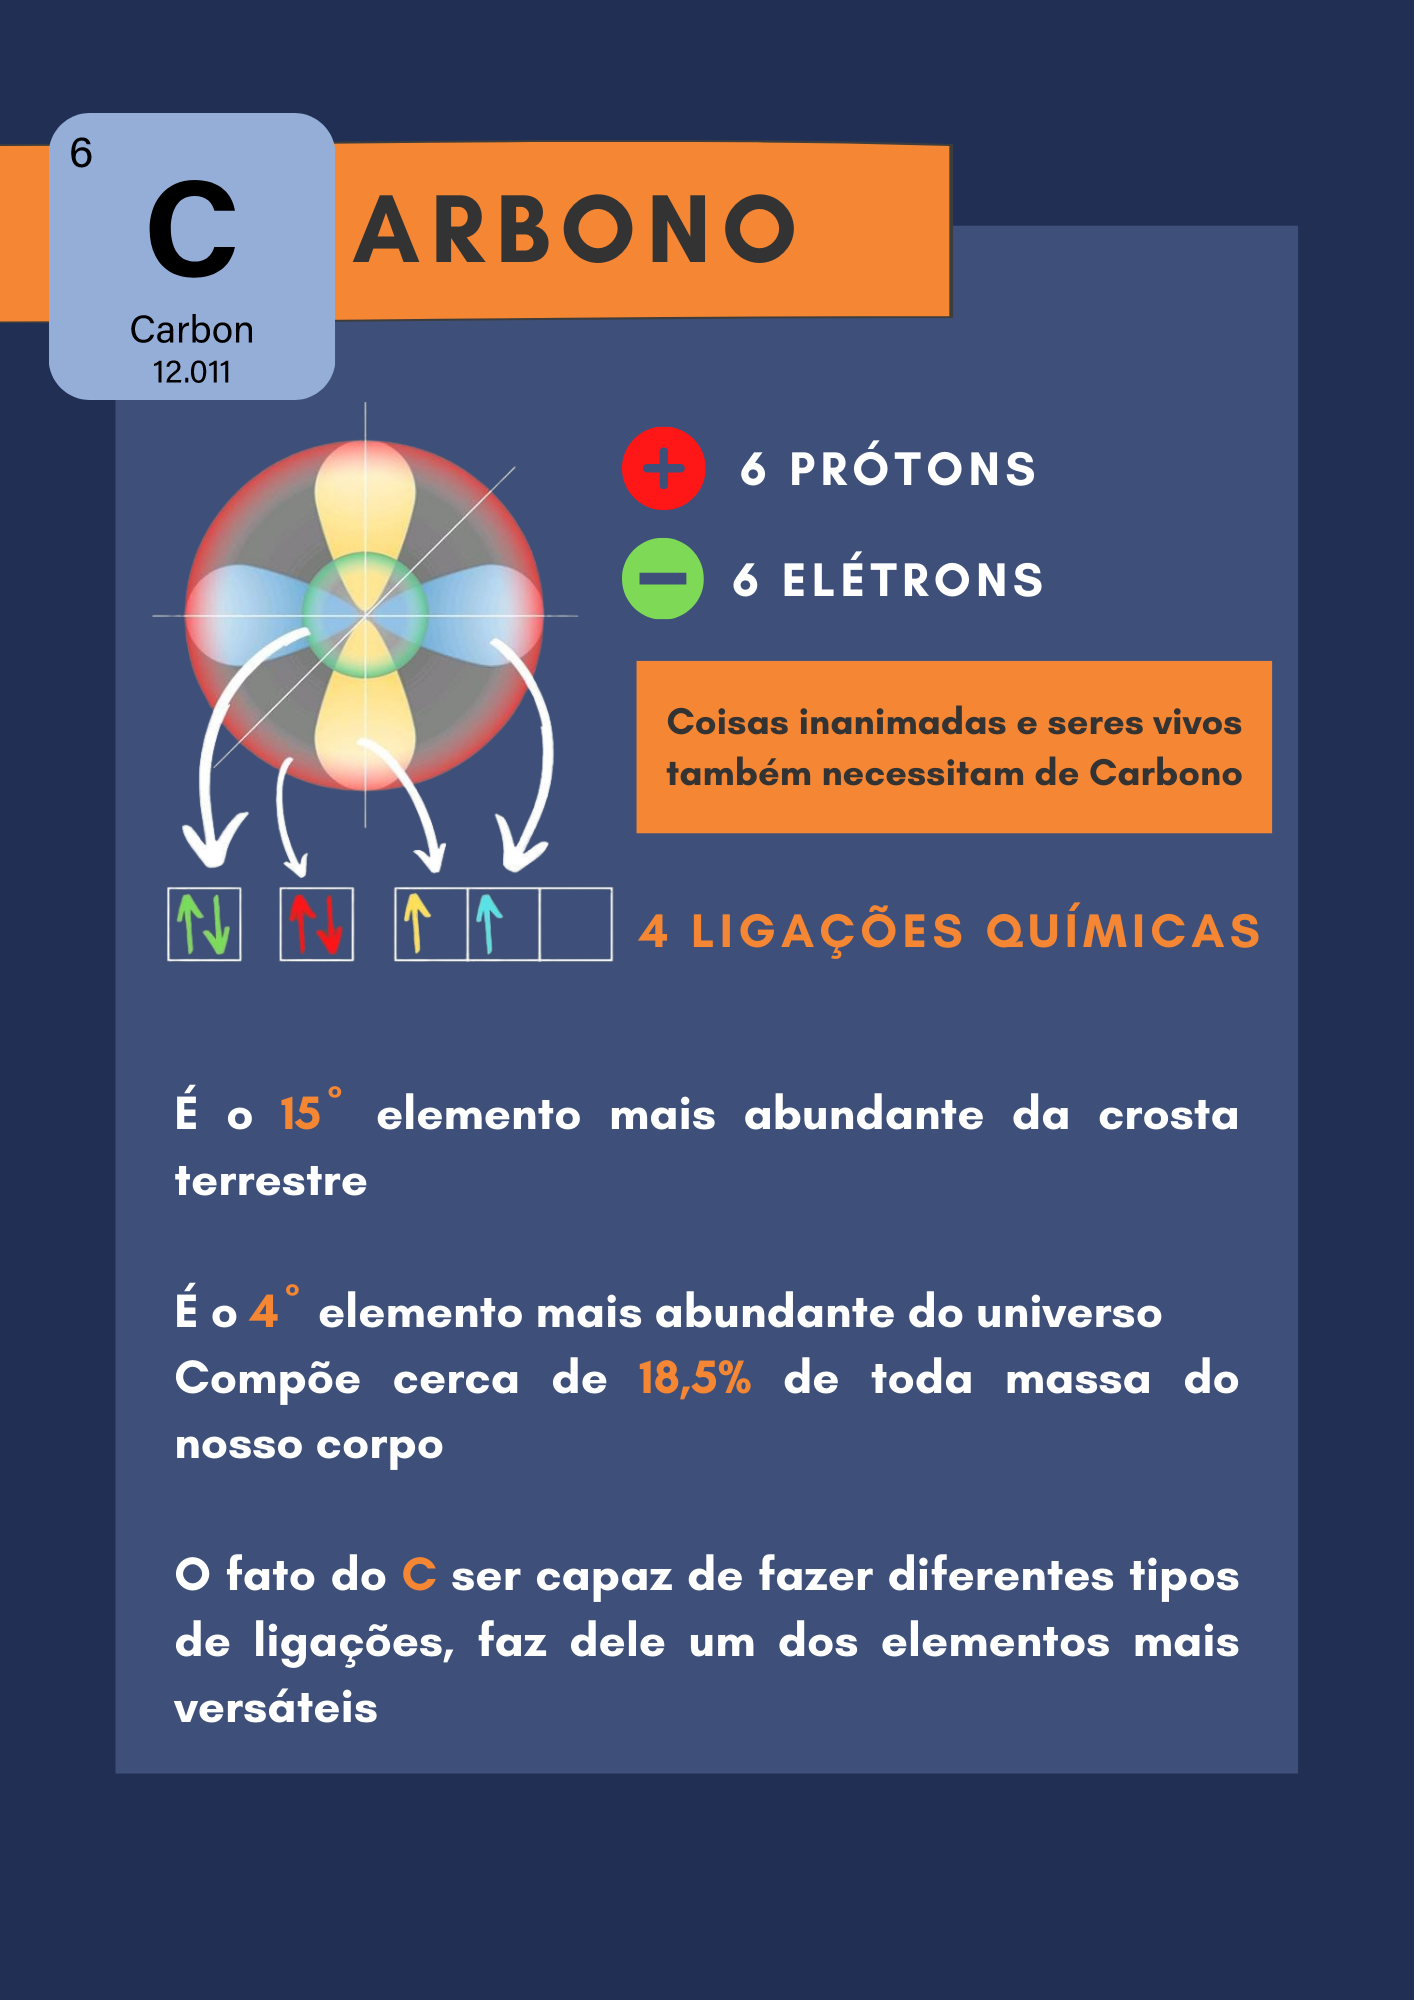 6
C
Carbon
12.011
ARBONO
6 PRÓTONS
6 ELÉTRONS
Coisas inanimadas e seres vivos
também necessitam de Carbono
4 LIGAÇÕES QUÍMICAS
É o 15° elemento mais abundante da crosta
terrestre
É o 4° elemento mais abundante do universo
Compõe cerca de 18,5% de toda massa do
nosso corpo
O fato do C ser capaz de fazer diferentes tipos
de ligações, faz dele um dos elementos mais
versáteis